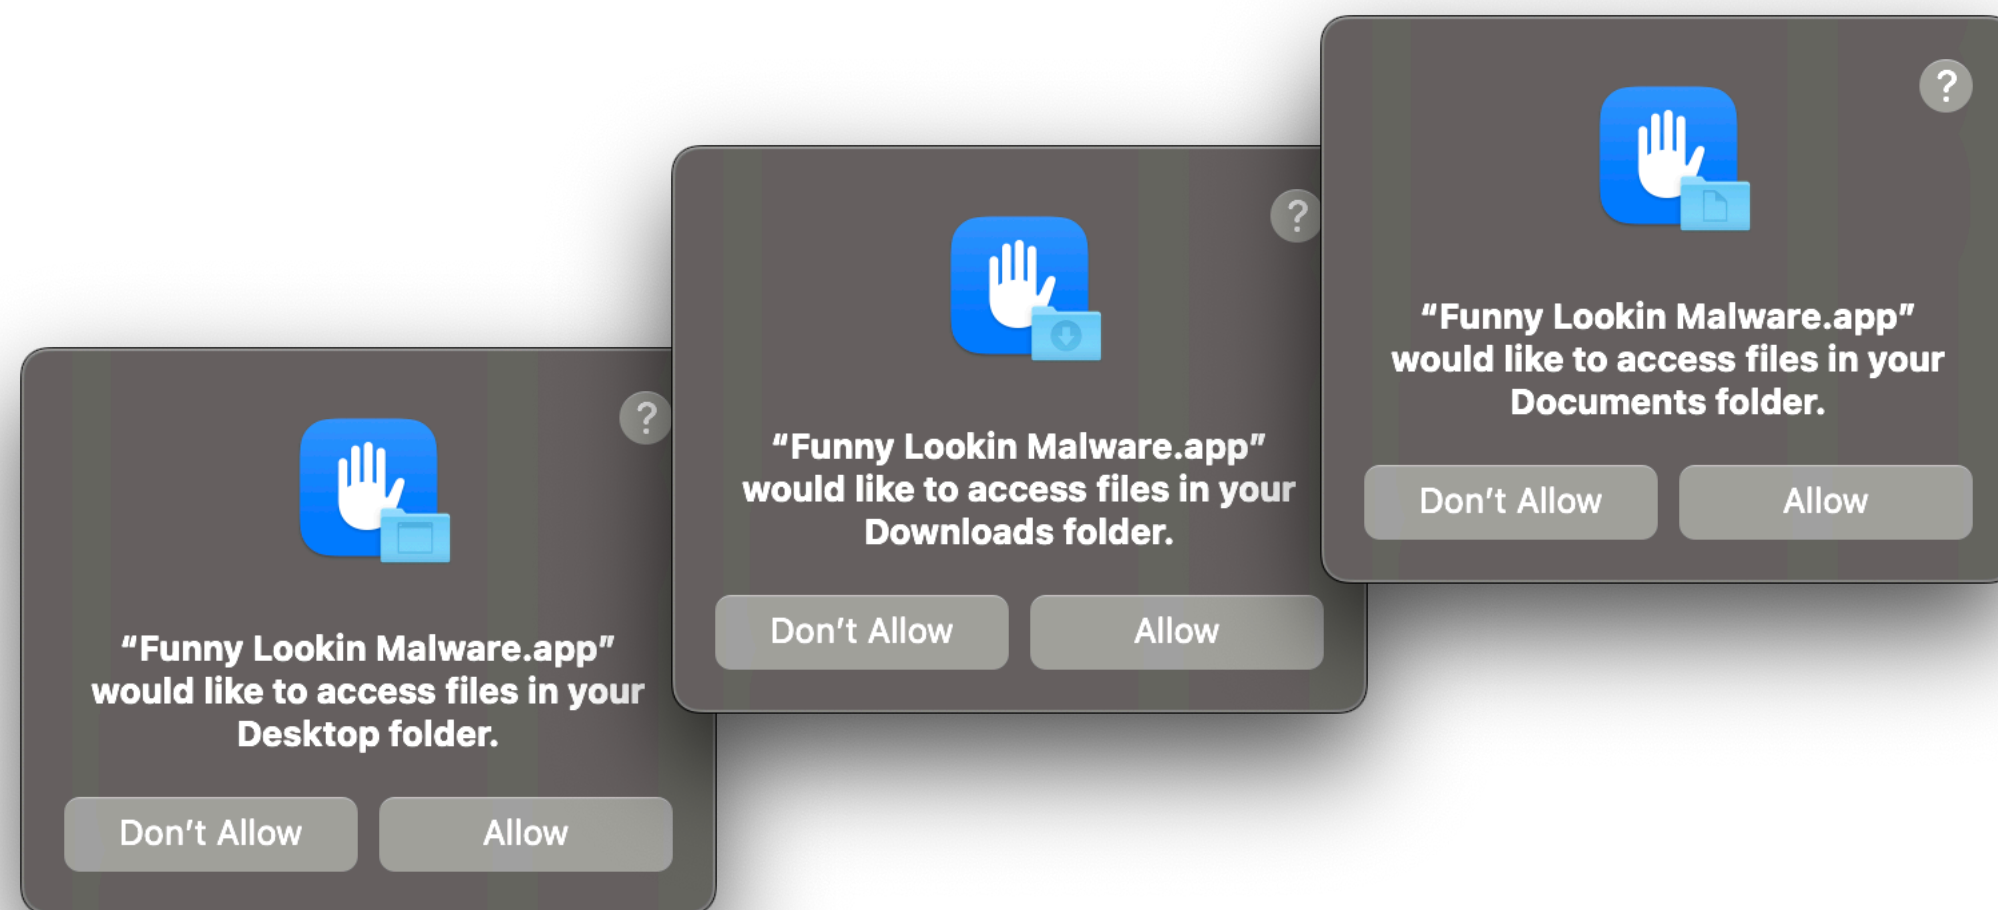 ?
“Funny Lookin Malware.app”
would like to access files in your
Desktop folder.
Don’t Allow
Allow
?
“Funny Lookin Malware.app”
would like to access files in your
Downloads folder.
Don’t Allow
Allow
?
“Funny Lookin Malware.app”
would like to access files in your
Documents folder.
Don’t Allow
Allow